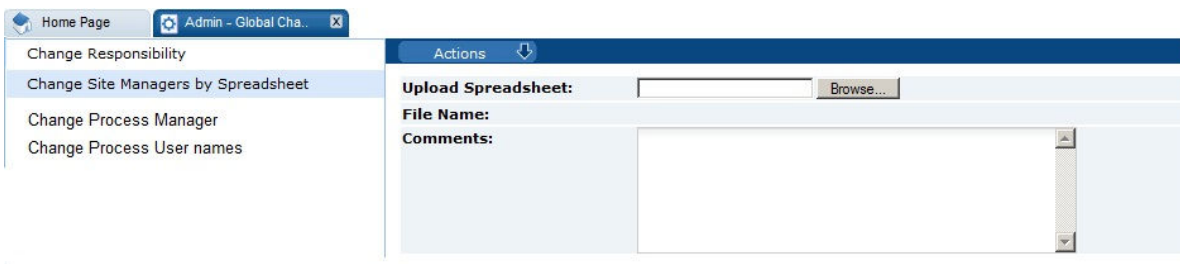 Home Page
Admin - Global Cha..
Change Responsibility
Change Site Managers by Spreadsheet
Change Process Manager
Change Process User names
Actions
Upload Spreadsheet:
Browse...
File Name:
Comments: